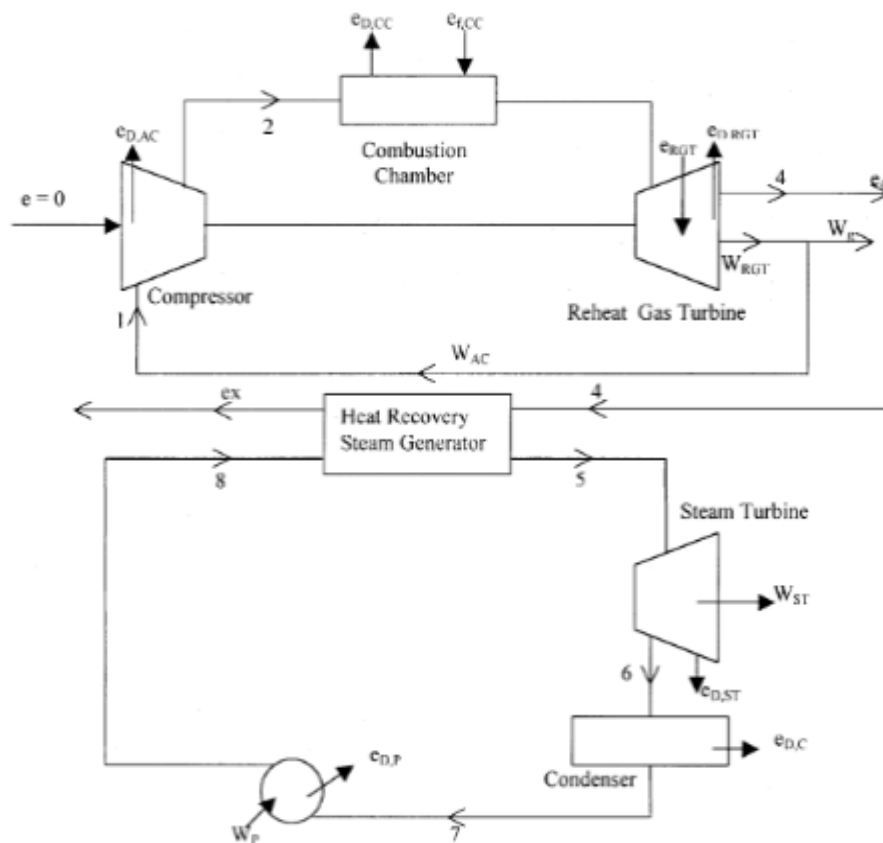 e_D,CC
e_f,CC
2
e_D,AC
Combustion
Chamber
e_RGT
e_D,RGT
4
e = 0
W_RGT
Compressor
Reheat Gas Turbine
1
W_AC
ex
Heat Recovery
Steam Generator
4
8
5
Steam Turbine
W_ST
6
e_D,ST
e_D,C
e_D,P
Condenser
W_P
7